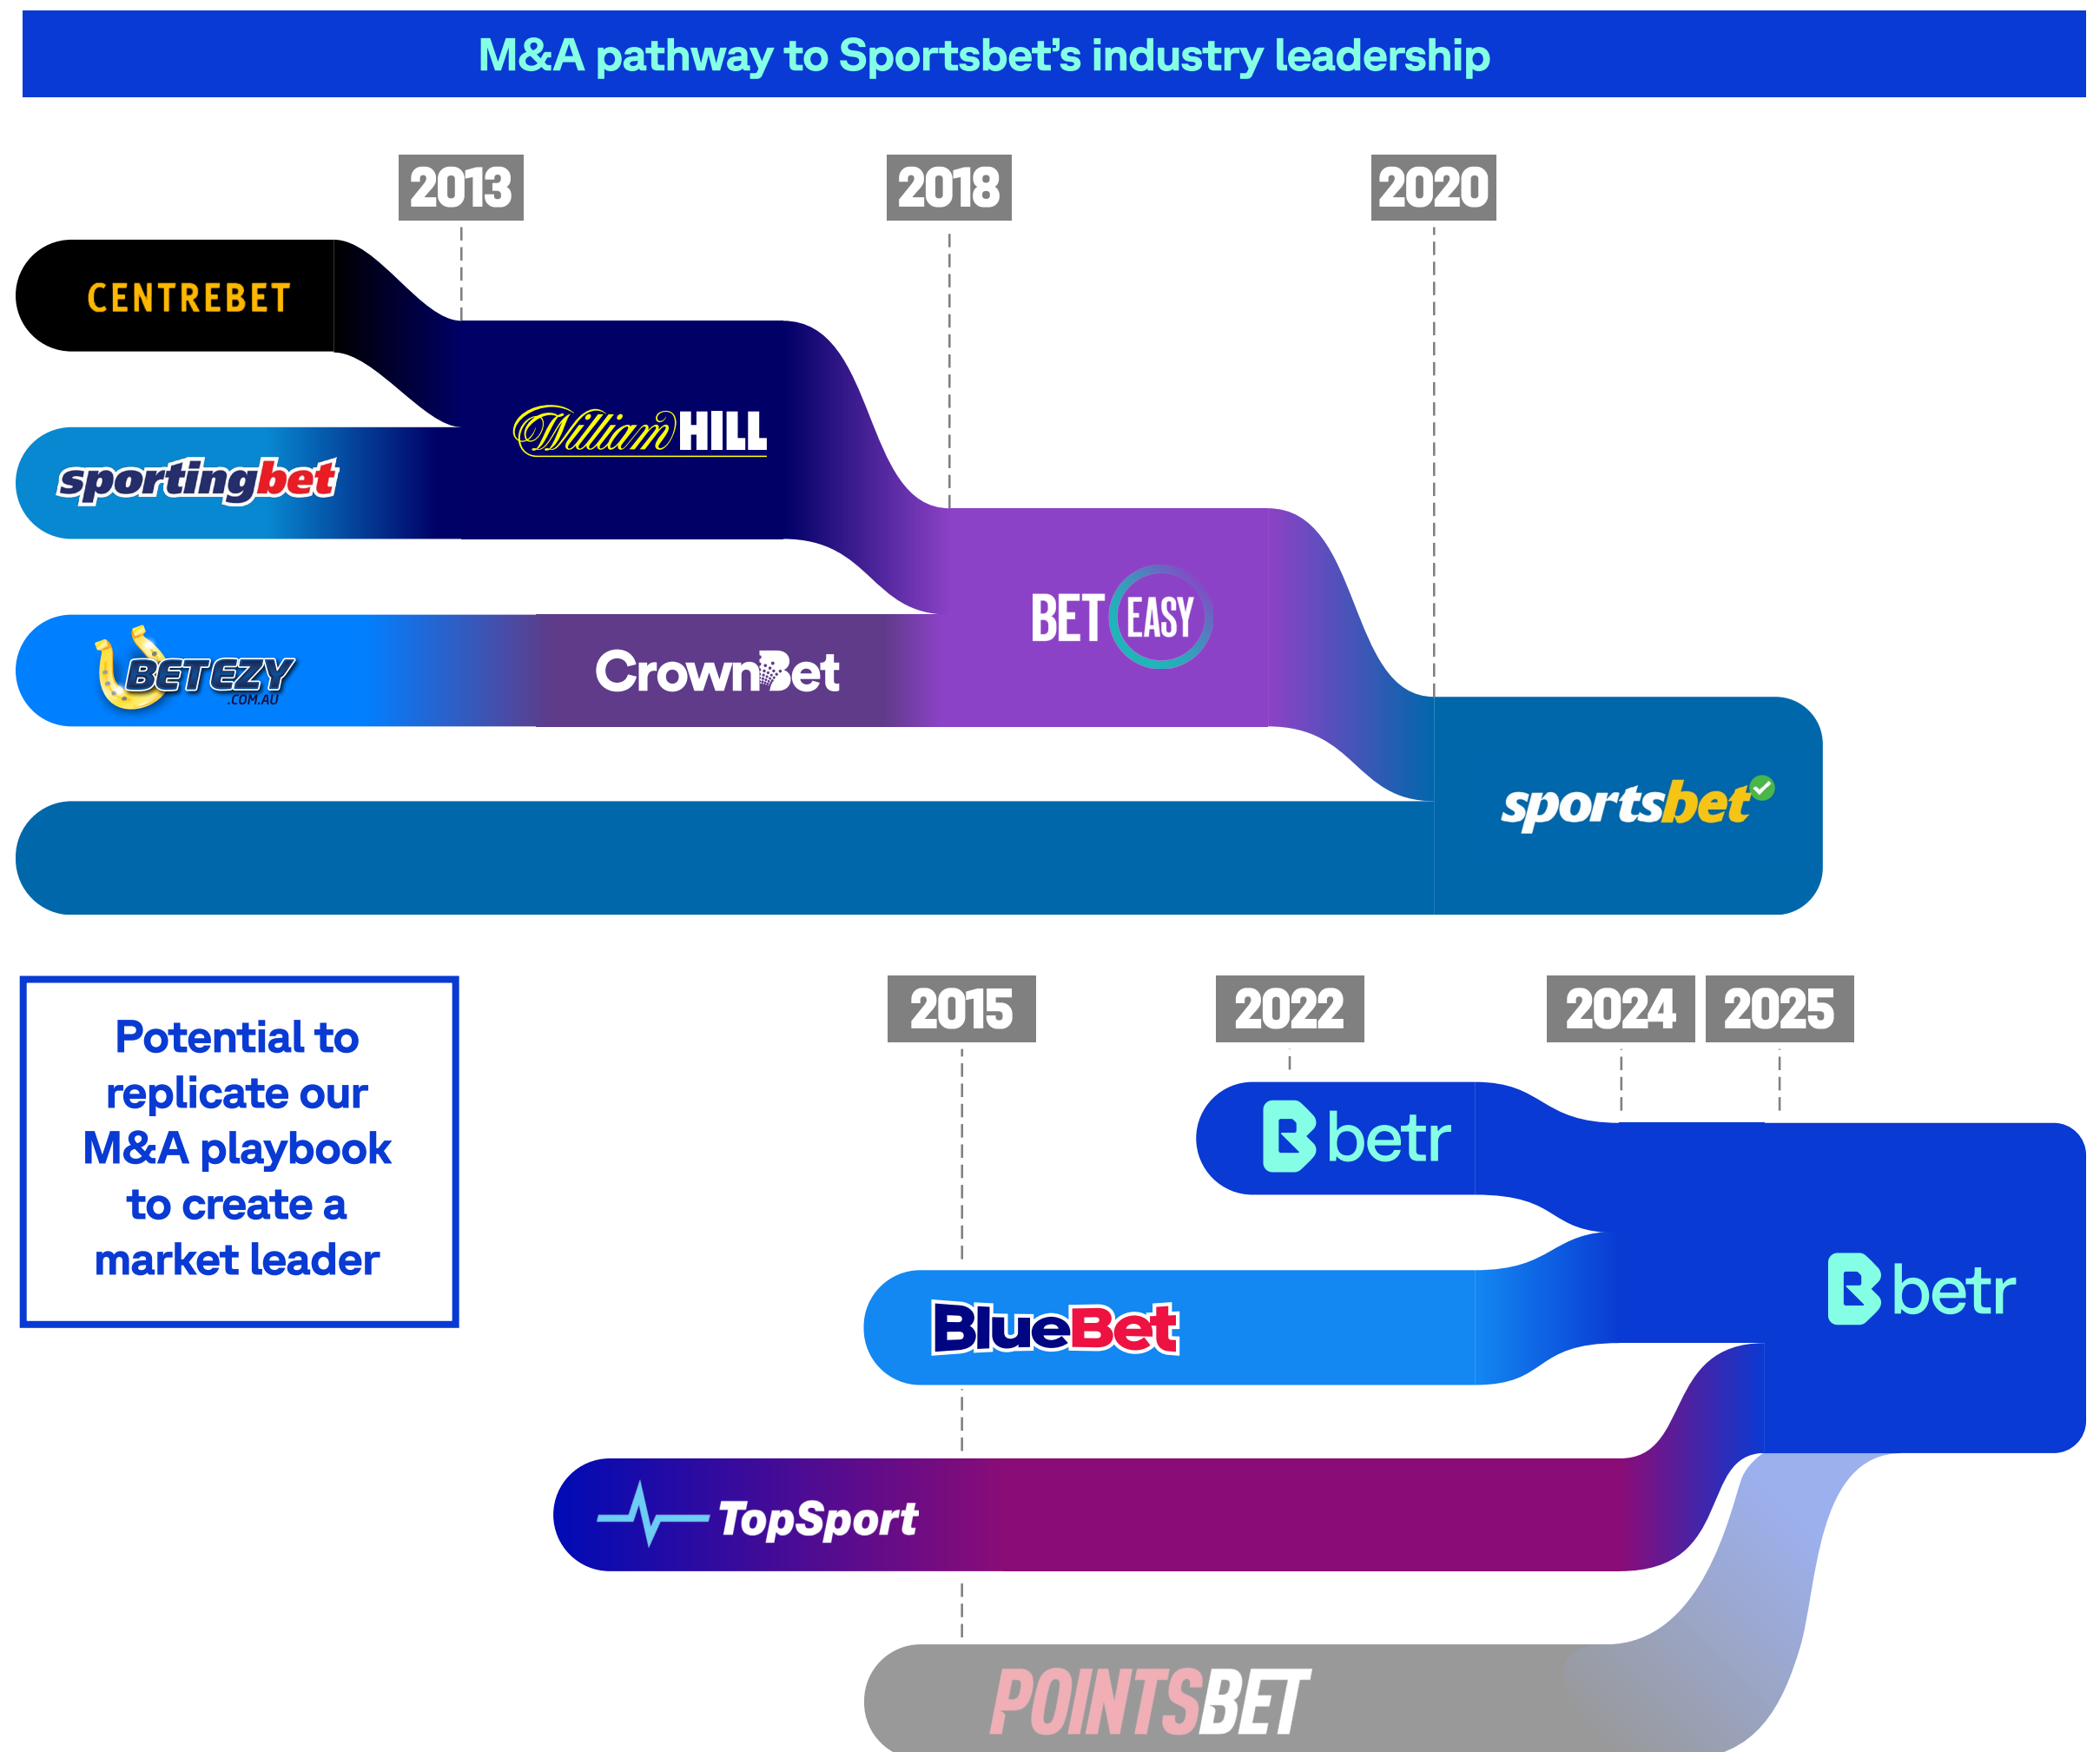 M&A pathway to Sportsbet’s industry leadership
2013
2018
2020
CENTREBET
William HILL
sportingbet
BET EASY
BETEZY
.COM.AU
CrownBet
sportsbet
2015
2022
2024
2025
Potential to
replicate our
M&A playbook
to create a
market leader
betr
BlueBet
betr
TopSport
POINTSBET